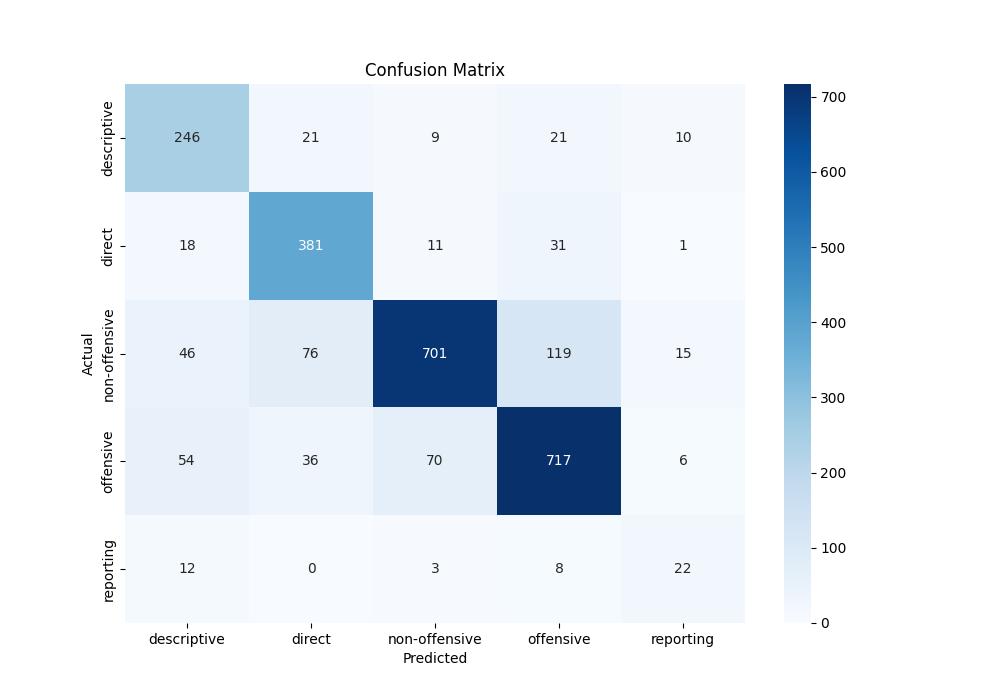 Confusion Matrix
Actual
descriptive 246 21 9 21 10
direct 18 381 11 31 1
non-offensive 46 76 701 119 15
offensive 54 36 70 717 6
reporting 12 0 3 8 22
descriptive direct non-offensive offensive reporting
Predicted
700
600
500
400
300
200
100
0